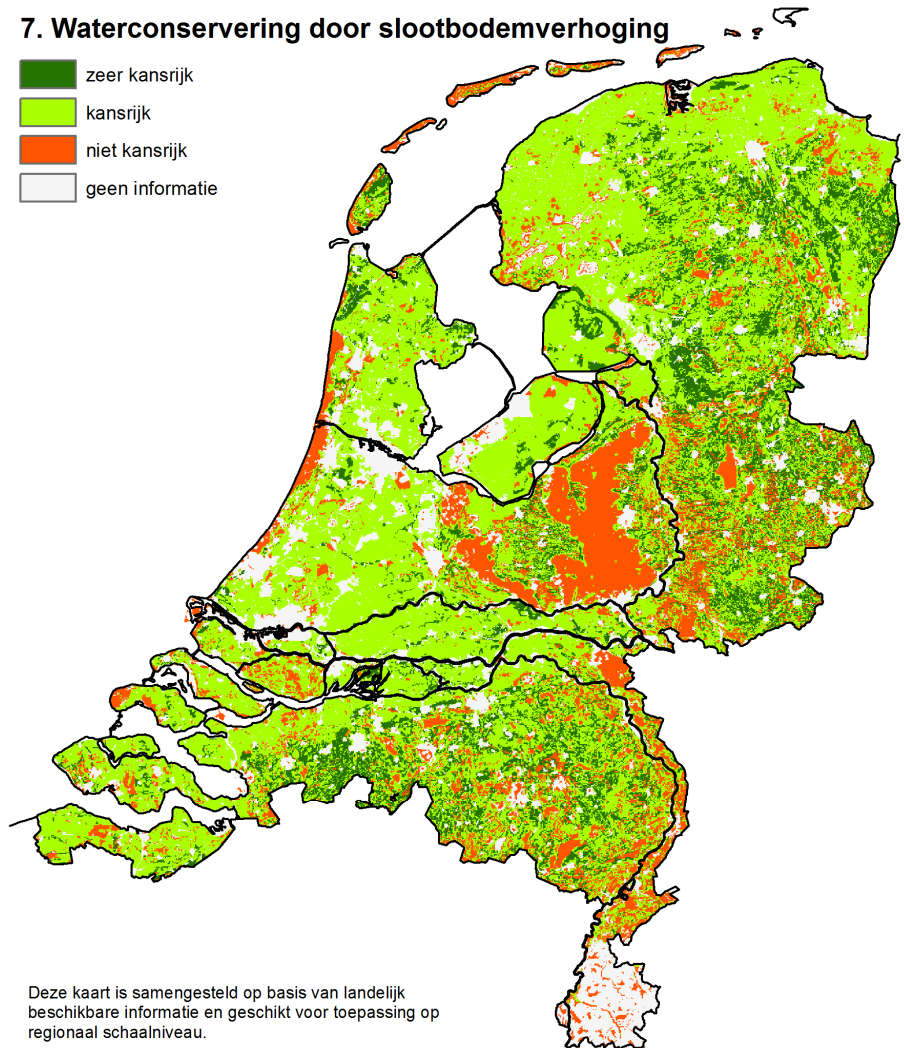 7. Waterconservering door slootbodemverhoging
zeer kansrijk
kansrijk
niet kansrijk
geen informatie
Deze kaart is samengesteld op basis van landelijk
beschikbare informatie en geschikt voor toepassing op
regionaal schaalniveau.